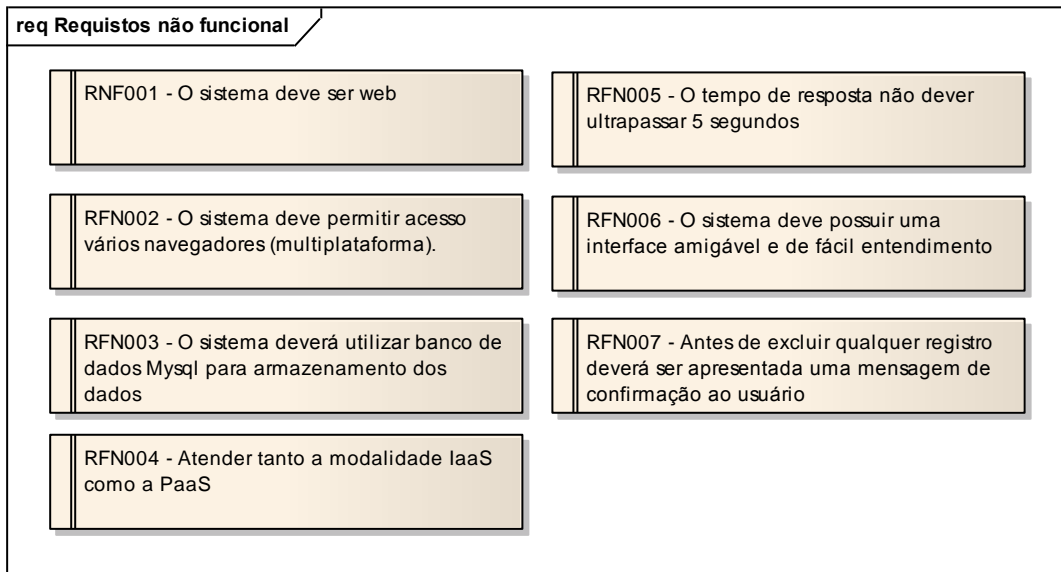 req Requistos não funcional
RNF001 - O sistema deve ser web
RFN002 - O sistema deve permitir acesso
vários navegadores (multiplataforma).
RFN003 - O sistema deverá utilizar banco de
dados Mysql para armazenamento dos
dados
RFN004 - Atender tanto a modalidade IaaS
como a PaaS
RFN005 - O tempo de resposta não dever
ultrapassar 5 segundos
RFN006 - O sistema deve possuir uma
interface amigável e de fácil entendimento
RFN007 - Antes de excluir qualquer registro
deverá ser apresentada uma mensagem de
confirmação ao usuário